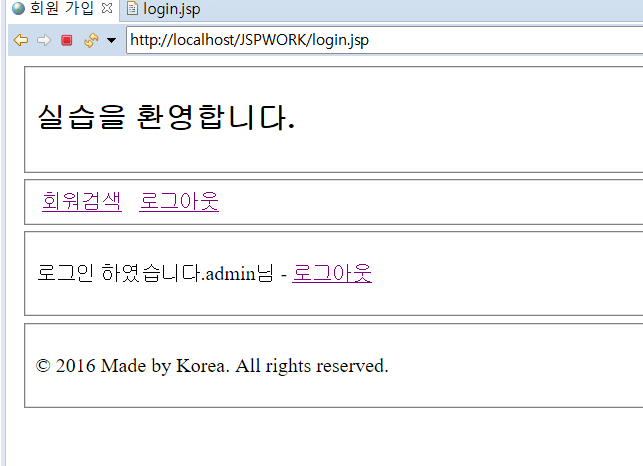 회원 가입 login.jsp
http://localhost/JSPWORK/login.jsp
실습을 환영합니다.
회워검색 로그아웃
로그인 하였습니다.admin님 - 로그아웃
© 2016 Made by Korea. All rights reserved.